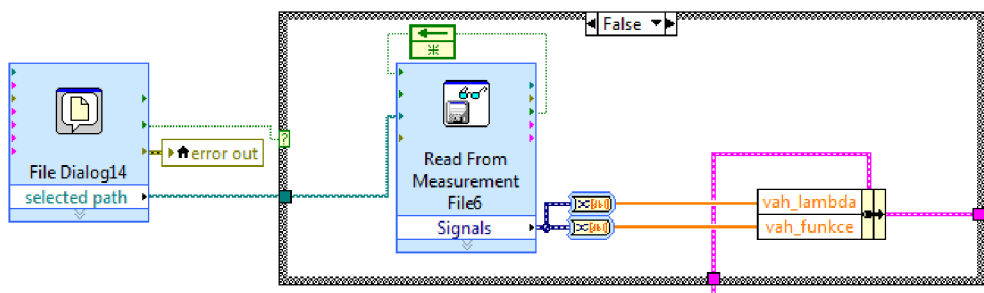 False
?
error out
File Dialog14
selected path
Read From
Measurement
File6
Signals
vah_lambda
vah_funkce